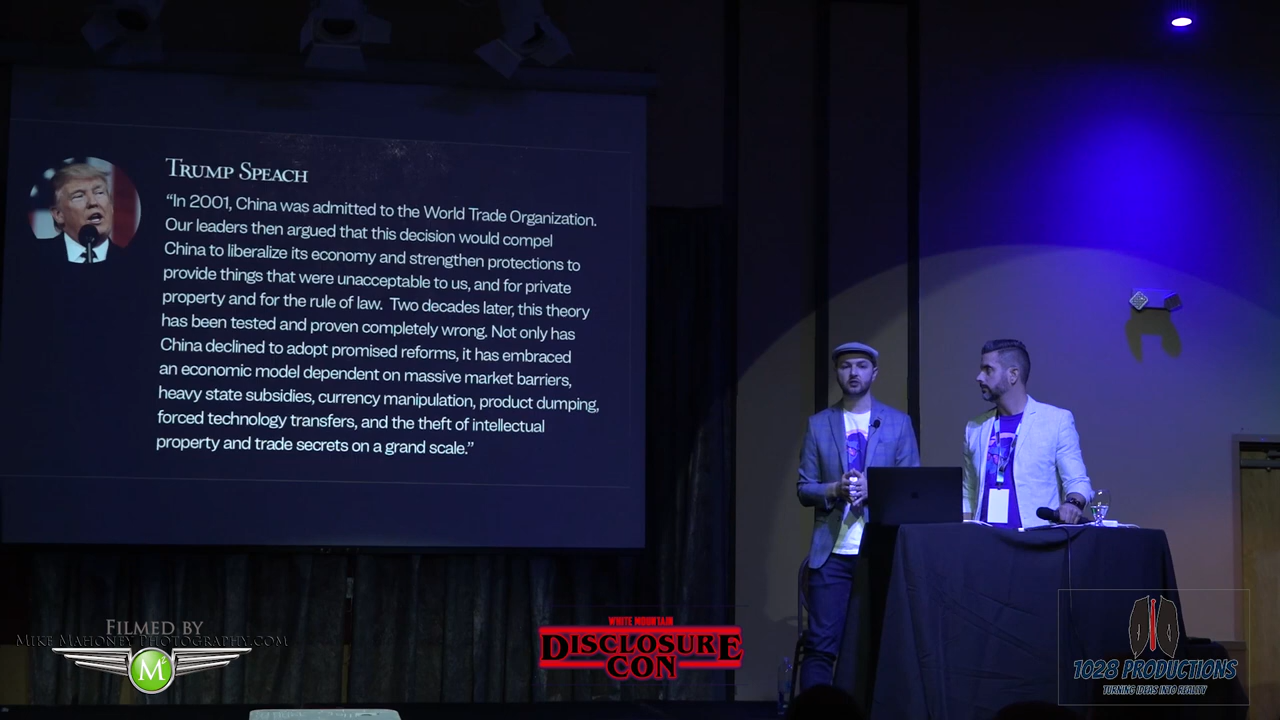 TRUMP SPEACH
“In 2001, China was admitted to the World Trade Organization.
Our leaders then argued that this decision would compel
China to liberalize its economy and strengthen protections to
provide things that were unacceptable to us, and for private
property and for the rule of law. Two decades later, this theory
has been tested and proven completely wrong. Not only has
China declined to adopt promised reforms, it has embraced
an economic model dependent on massive market barriers,
heavy state subsidies, currency manipulation, product dumping,
forced technology transfers, and the theft of intellectual
property and trade secrets on a grand scale.”
FILMED BY
MIKE MAHONEY PHOTOGRAPHY.COM
M
WHITE MOUNTAIN
DISCLOSURE
CON
1028 PRODUCTIONS
TURNING IDEAS INTO REALITY